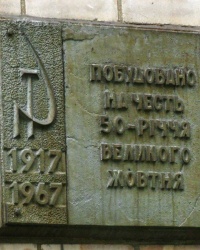 1917
1967
ПОБУДОВАНО
НА ЧЕСТЬ
50-РІЧЧЯ
ВЕЛИКОГО
ЖОВТНЯ